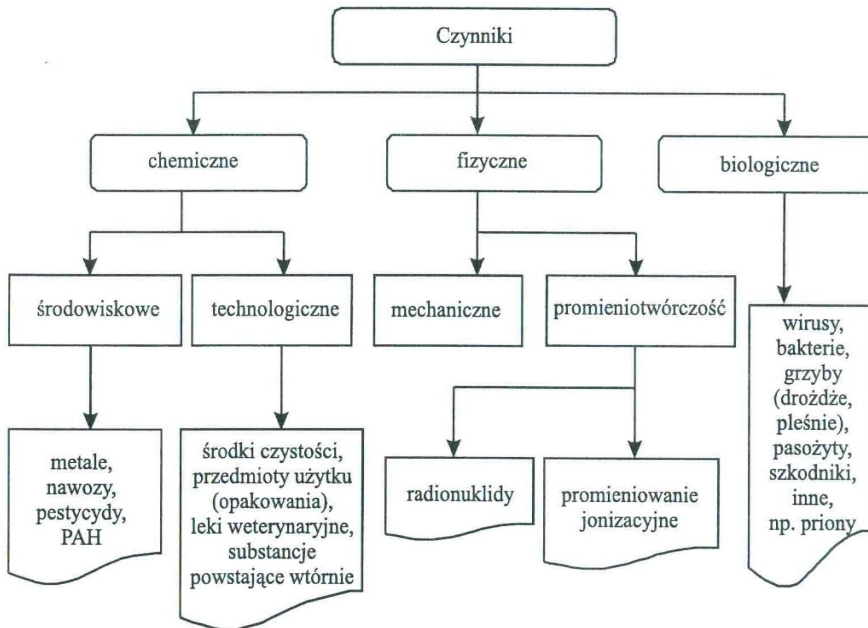 Czynniki
chemiczne
fizyczne
biologiczne
środowiskowe
technologiczne
mechaniczne
promieniotwórczość
metale,
nawozy,
pestycydy,
PAH
środki czystości,
przedmioty użytku
(opakowania),
leki weterynaryjne,
substancje
powstające wtórnie
radionuklidy
promieniowanie
jonizacyjne
wirusy,
bakterie,
grzyby
(drożdże,
pleśnie),
pasożyty,
szkodniki,
inne,
np. priony